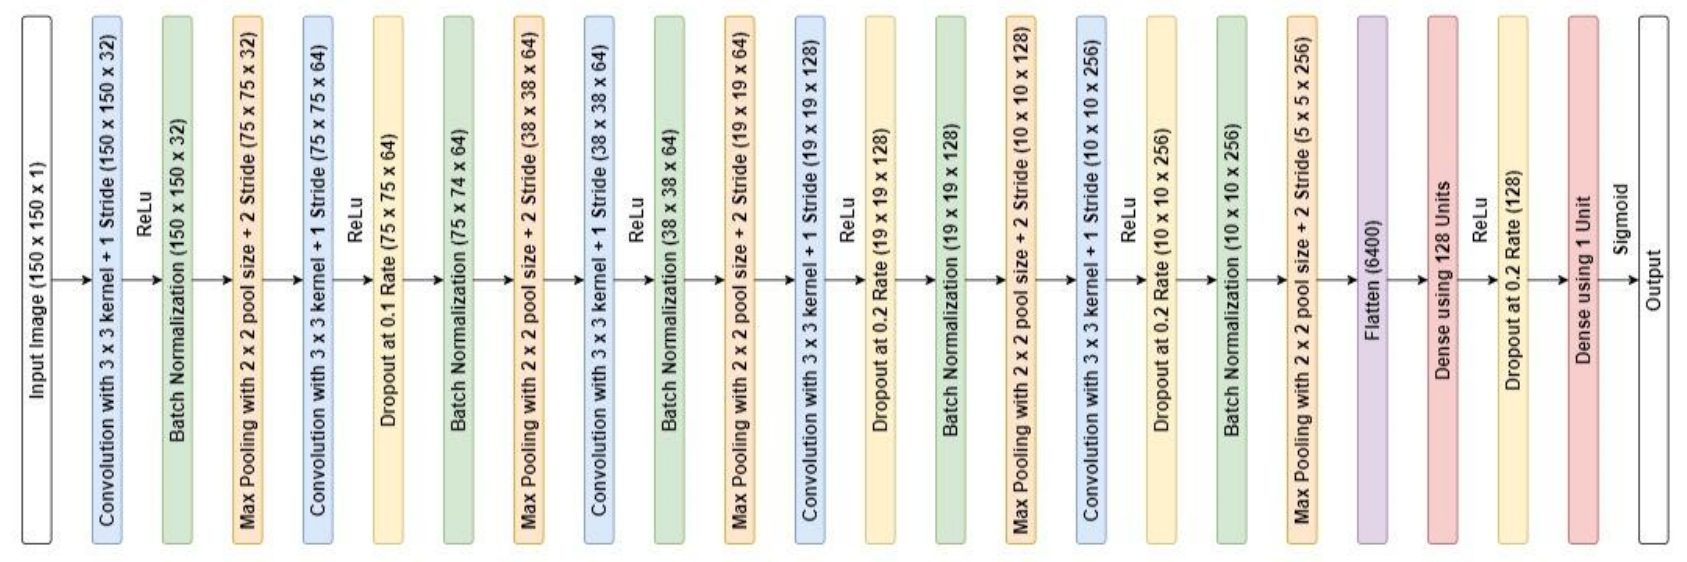 Input Image (150 x 150 x 1)
Convolution with 3 x 3 kernel + 1 Stride (150 x 150 x 32)
ReLu
Batch Normalization (150 x 150 x 32)
Max Pooling with 2 x 2 pool size + 2 Stride (75 x 75 x 32)
Convolution with 3 x 3 kernel + 1 Stride (75 x 75 x 64)
ReLu
Dropout at 0.1 Rate (75 x 75 x 64)
Batch Normalization (75 x 74 x 64)
Max Pooling with 2 x 2 pool size + 2 Stride (38 x 38 x 64)
Convolution with 3 x 3 kernel + 1 Stride (38 x 38 x 64)
ReLu
Batch Normalization (38 x 38 x 64)
Max Pooling with 2 x 2 pool size + 2 Stride (19 x 19 x 64)
Convolution with 3 x 3 kernel + 1 Stride (19 x 19 x 128)
ReLu
Dropout at 0.2 Rate (19 x 19 x 128)
Batch Normalization (19 x 19 x 128)
Max Pooling with 2 x 2 pool size + 2 Stride (10 x 10 x 128)
Convolution with 3 x 3 kernel + 1 Stride (10 x 10 x 256)
ReLu
Dropout at 0.2 Rate (10 x 10 x 256)
Batch Normalization (10 x 10 x 256)
Max Pooling with 2 x 2 pool size + 2 Stride (5 x 5 x 256)
Flatten (6400)
Dense using 128 Units
ReLu
Dropout at 0.2 Rate (128)
Dense using 1 Unit
Sigmoid
Output